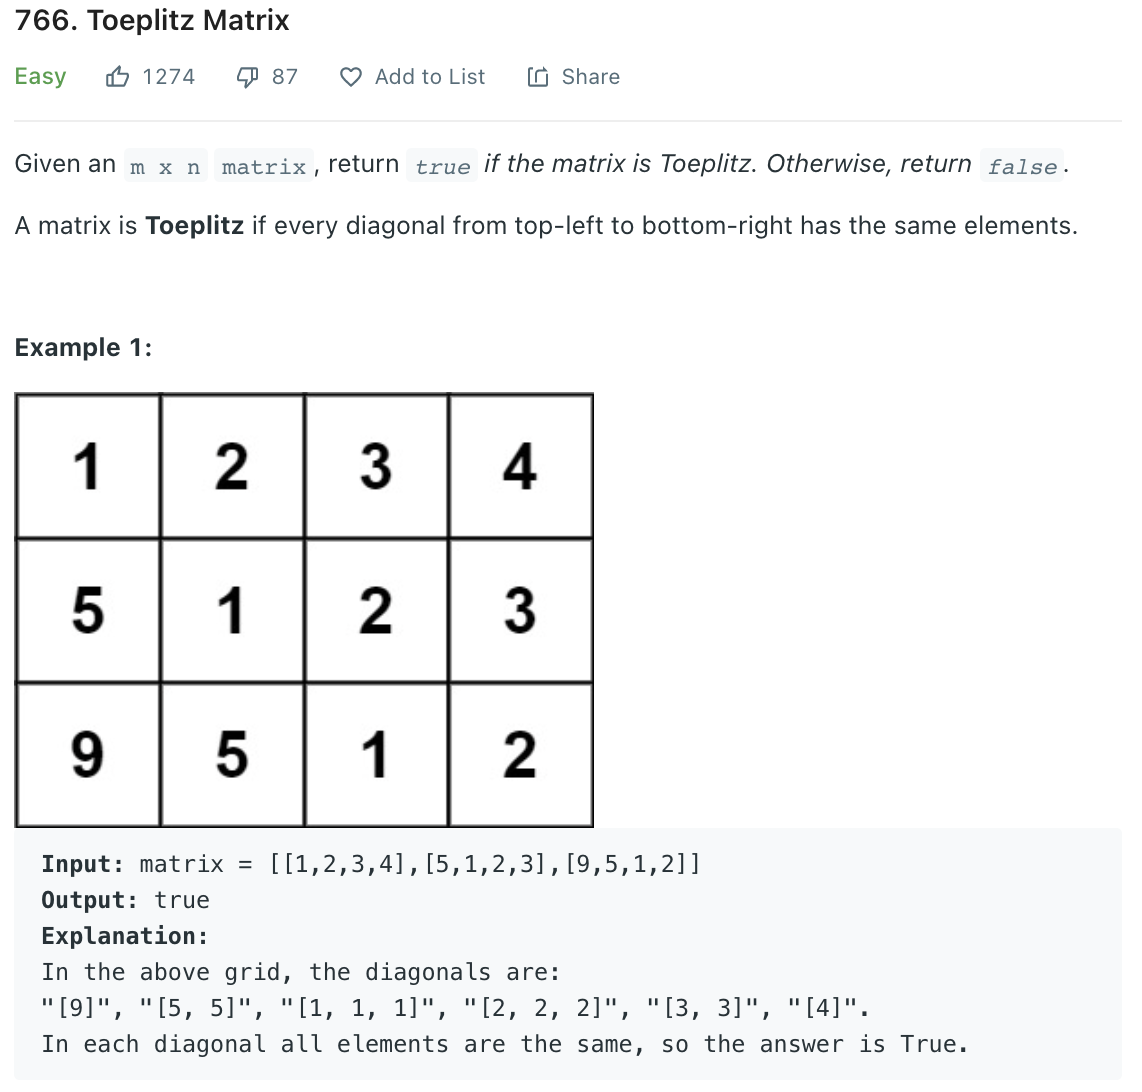 766. Toeplitz Matrix
Easy 1274 87 Add to List Share
Given an m x n matrix, return true if the matrix is Toeplitz. Otherwise, return false.
A matrix is Toeplitz if every diagonal from top-left to bottom-right has the same elements.
Example 1:
1 2 3 4
5 1 2 3
9 5 1 2
Input: matrix = [[1,2,3,4],[5,1,2,3],[9,5,1,2]]
Output: true
Explanation:
In the above grid, the diagonals are:
"[9]", "[5, 5]", "[1, 1, 1]", "[2, 2, 2]", "[3, 3]", "[4]".
In each diagonal all elements are the same, so the answer is True.